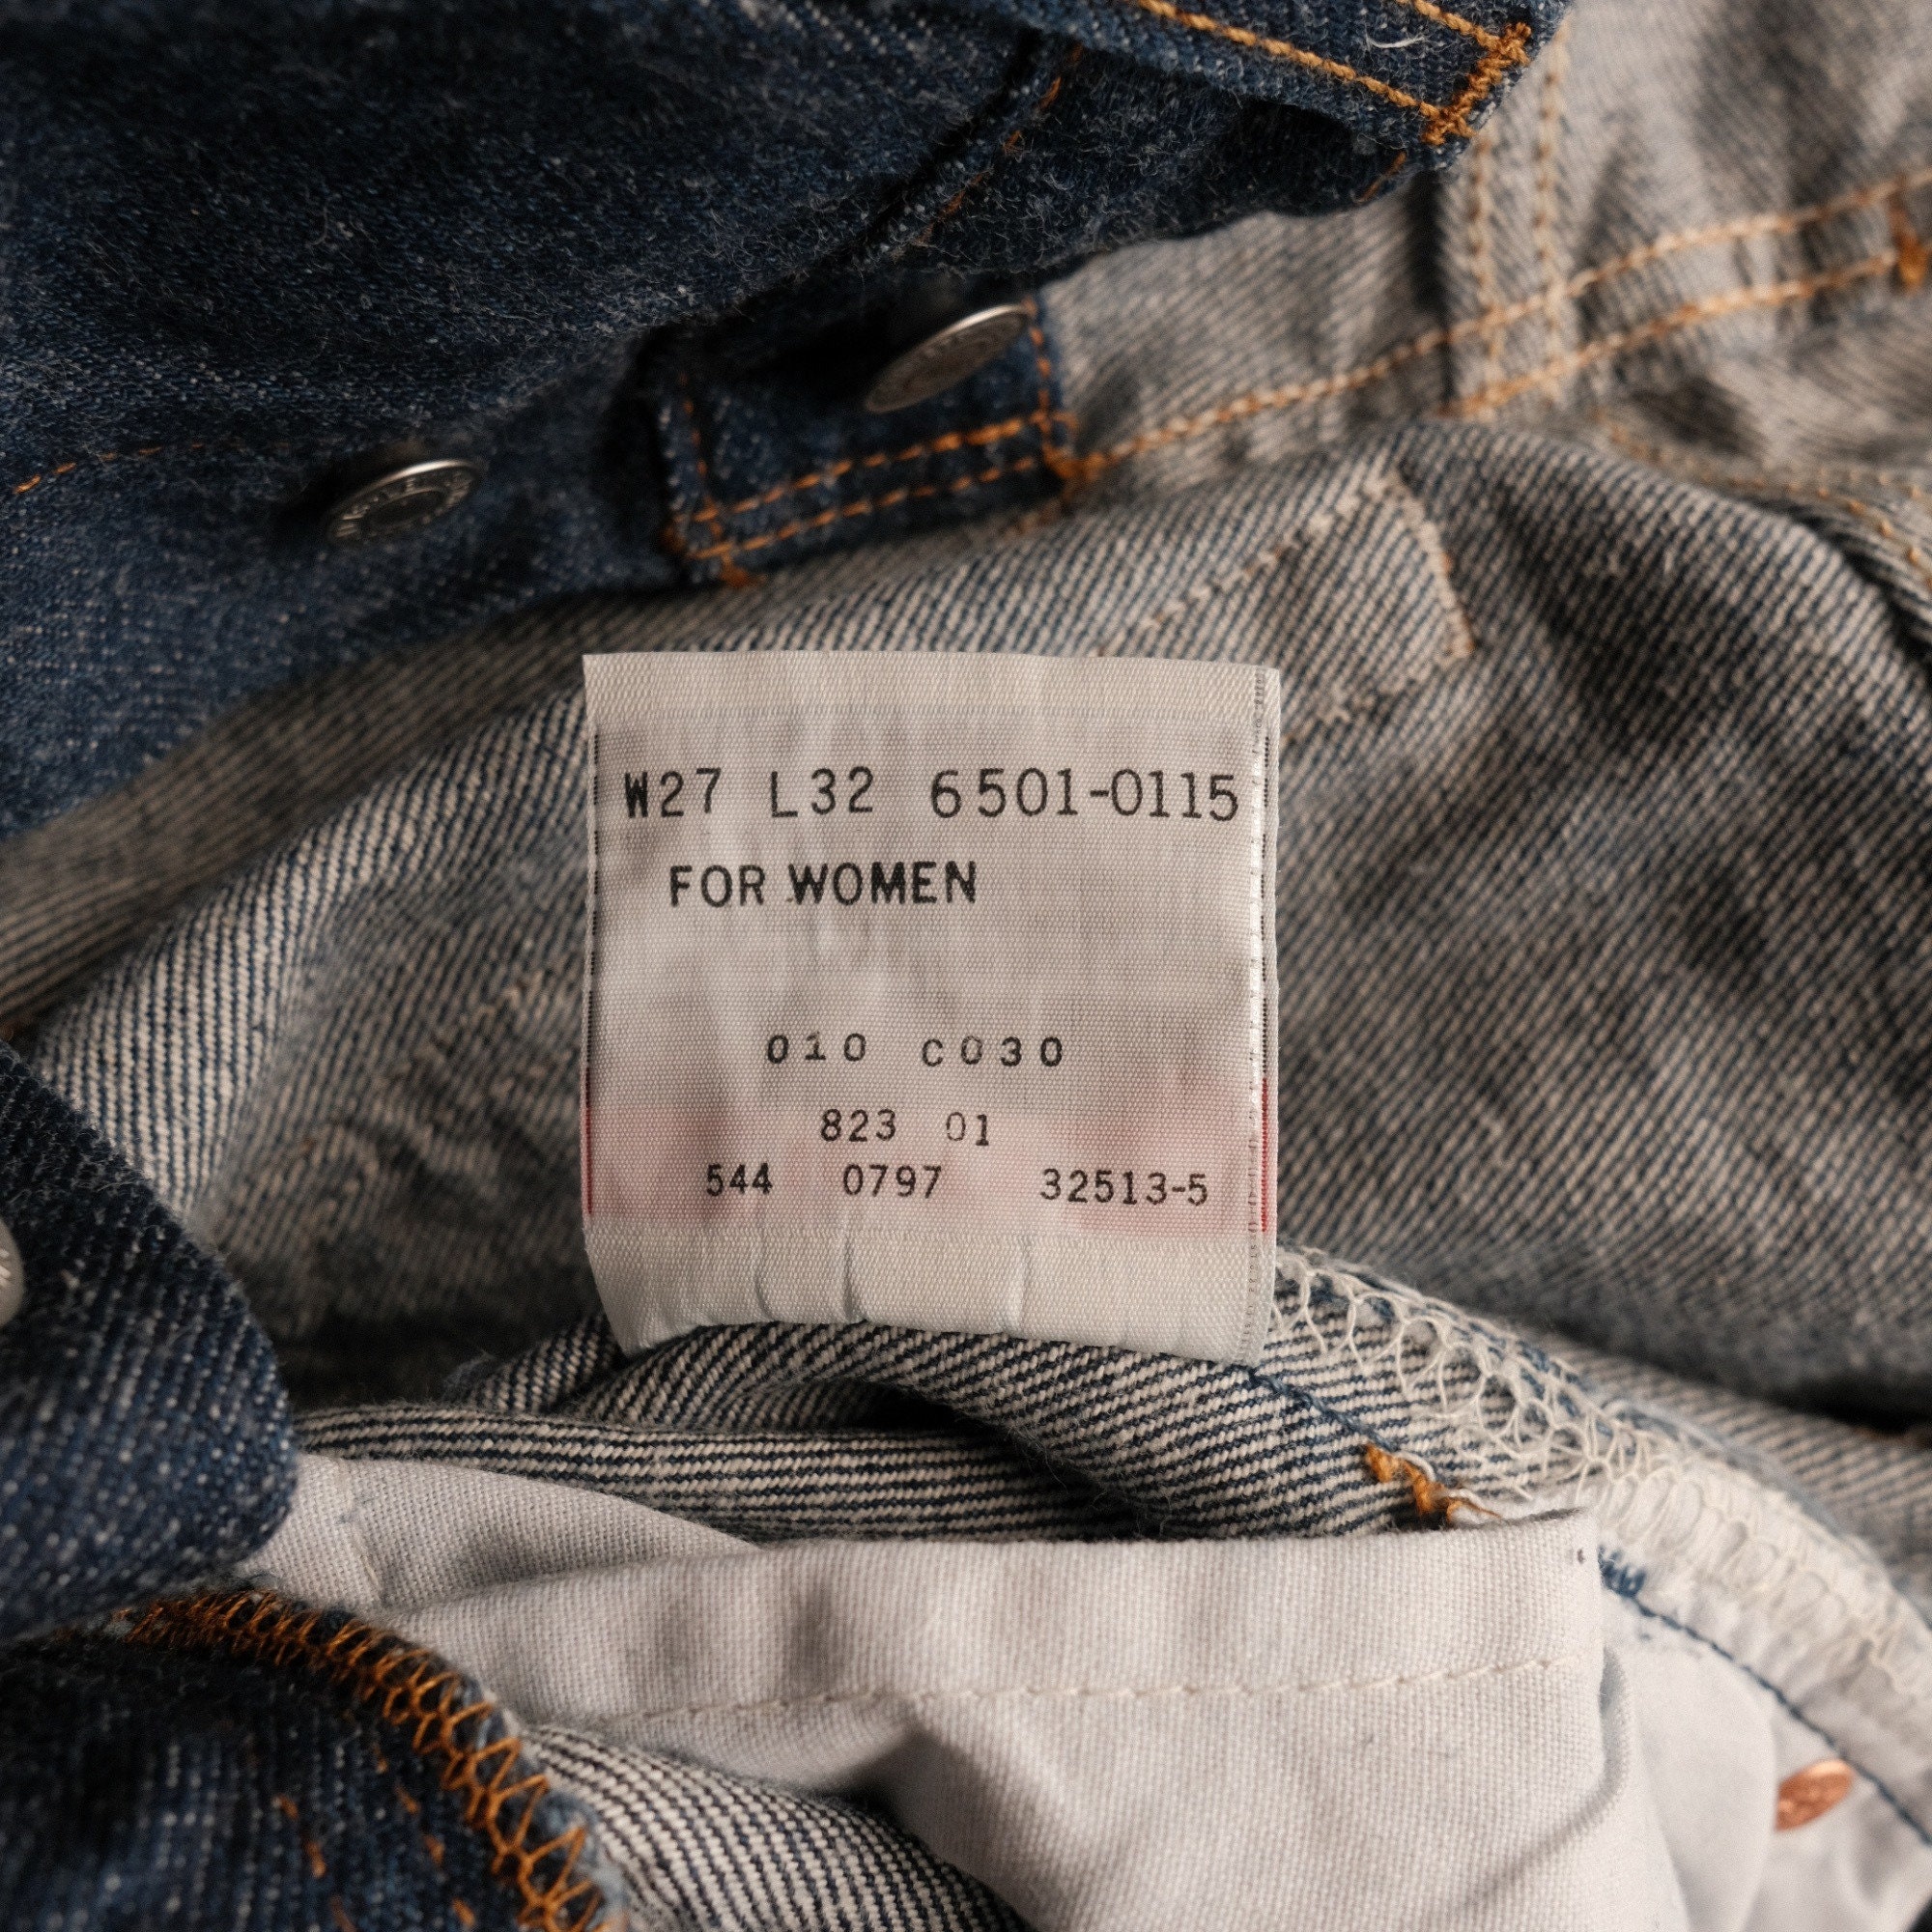 W27 L32 6501-0115
FOR WOMEN
010 C030
823 01
544 0797 32513-5